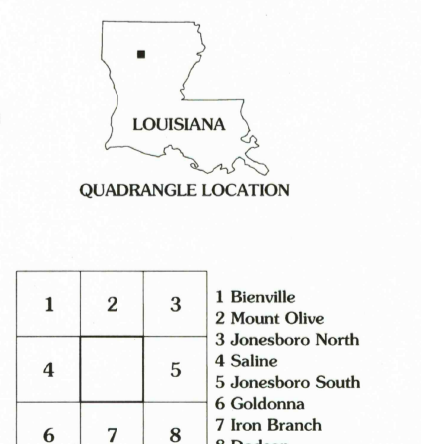 LOUISIANA
QUADRANGLE LOCATION
1 2 3
4 5
6 7 8
1 Bienville
2 Mount Olive
3 Jonesboro North
4 Saline
5 Jonesboro South
6 Goldonna
7 Iron Branch